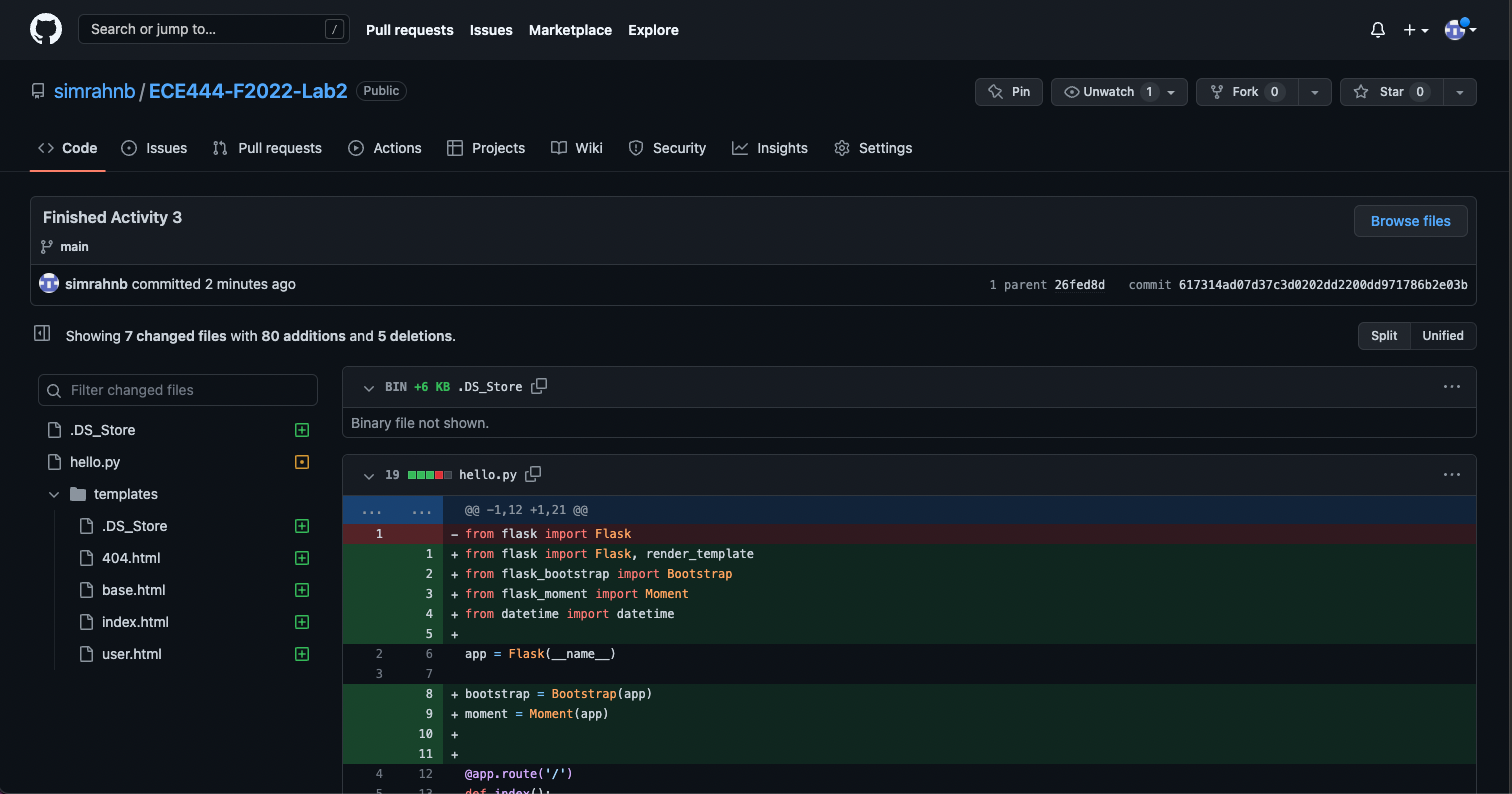 Search or jump to... /
Pull requests Issues Marketplace Explore
simrahnb / ECE444-F2022-Lab2 Public
Pin Unwatch 1 Fork 0 Star 0
Code Issues Pull requests Actions Projects Wiki Security Insights Settings
Finished Activity 3
Browse files
main
simrahnb committed 2 minutes ago
1 parent 26fed8d commit 617314ad07d37c3d0202dd2200dd971786b2e03b
Showing 7 changed files with 80 additions and 5 deletions.
Split Unified
Filter changed files
.DS_Store
hello.py
templates
.DS_Store
404.html
base.html
index.html
user.html
BIN +6 KB .DS_Store
Binary file not shown.
19 hello.py
... ... @@ -1,12 +1,21 @@
1 - from flask import Flask
1 + from flask import Flask, render_template
2 + from flask_bootstrap import Bootstrap
3 + from flask_moment import Moment
4 + from datetime import datetime
5 +
2 6 app = Flask(__name__)
3 7
8 + bootstrap = Bootstrap(app)
9 + moment = Moment(app)
10 +
11 +
4 12 @app.route('/')
5 13 def index():